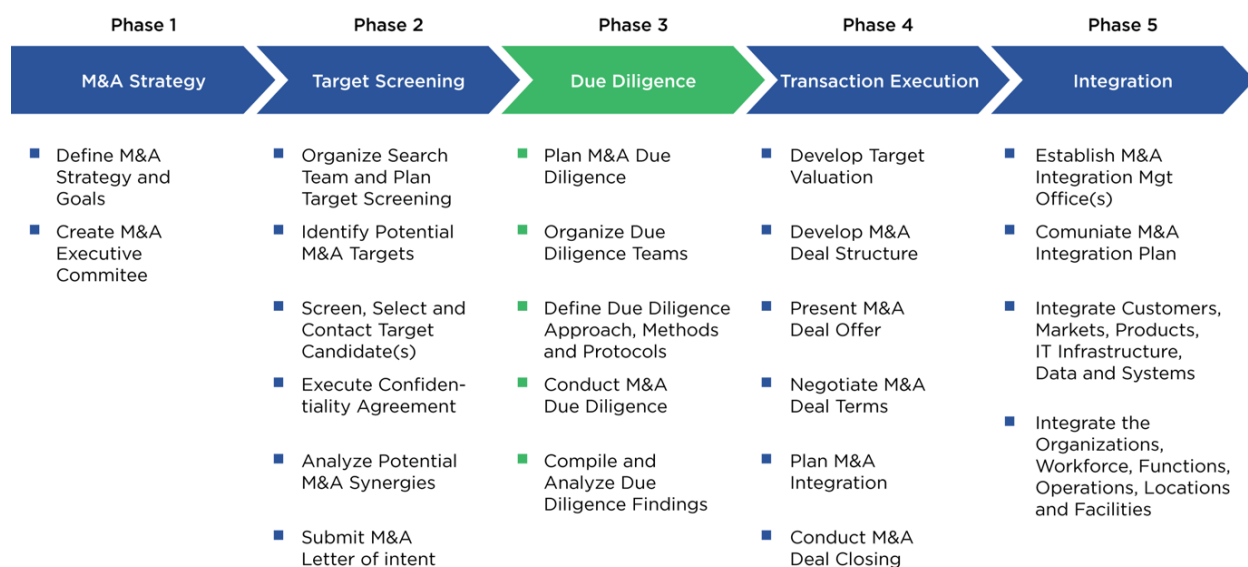 Phase 1
Phase 2
Phase 3
Phase 4
Phase 5
M&A Strategy
Target Screening
Due Diligence
Transaction Execution
Integration
Define M&A
Strategy and
Goals
Create M&A
Executive
Commitee
Organize Search
Team and Plan
Target Screening
Identify Potential
M&A Targets
Screen, Select and
Contact Target
Candidate(s)
Execute Confiden-
tiality Agreement
Analyze Potential
M&A Synergies
Submit M&A
Letter of intent
Plan M&A Due
Diligence
Organize Due
Diligence Teams
Define Due Diligence
Approach, Methods
and Protocols
Conduct M&A
Due Diligence
Compile and
Analyze Due
Diligence Findings
Develop Target
Valuation
Develop M&A
Deal Structure
Present M&A
Deal Offer
Negotiate M&A
Deal Terms
Plan M&A
Integration
Conduct M&A
Deal Closing
Establish M&A
Integration Mgt
Office(s)
Comuniate M&A
Integration Plan
Integrate Customers,
Markets, Products,
IT Infrastructure,
Data and Systems
Integrate the
Organizations,
Workforce, Functions,
Operations, Locations
and Facilities